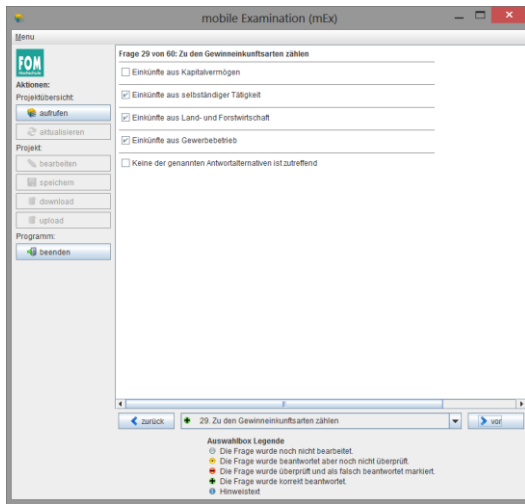 mobile Examination (mEx)
Menu
FOM
Hochschule
Aktionen:
Projektübersicht:
aufrufen
aktualisieren
Projekt:
bearbeiten
speichern
download
upload
Programm:
beenden
Frage 29 von 60: Zu den Gewinneinkunftsarten zählen
Einkünfte aus Kapitalvermögen
Einkünfte aus selbständiger Tätigkeit
Einkünfte aus Land- und Forstwirtschaft
Einkünfte aus Gewerbebetrieb
Keine der genannten Antwortalternativen ist zutreffend
zurück
29. Zu den Gewinneinkunftsarten zählen
vor
Auswahlbox Legende
Die Frage wurde noch nicht bearbeitet.
Die Frage wurde beantwortet aber noch nicht überprüft.
Die Frage wurde überprüft und als falsch beantwortet markiert.
Die Frage wurde korrekt beantwortet.
Hinweistext